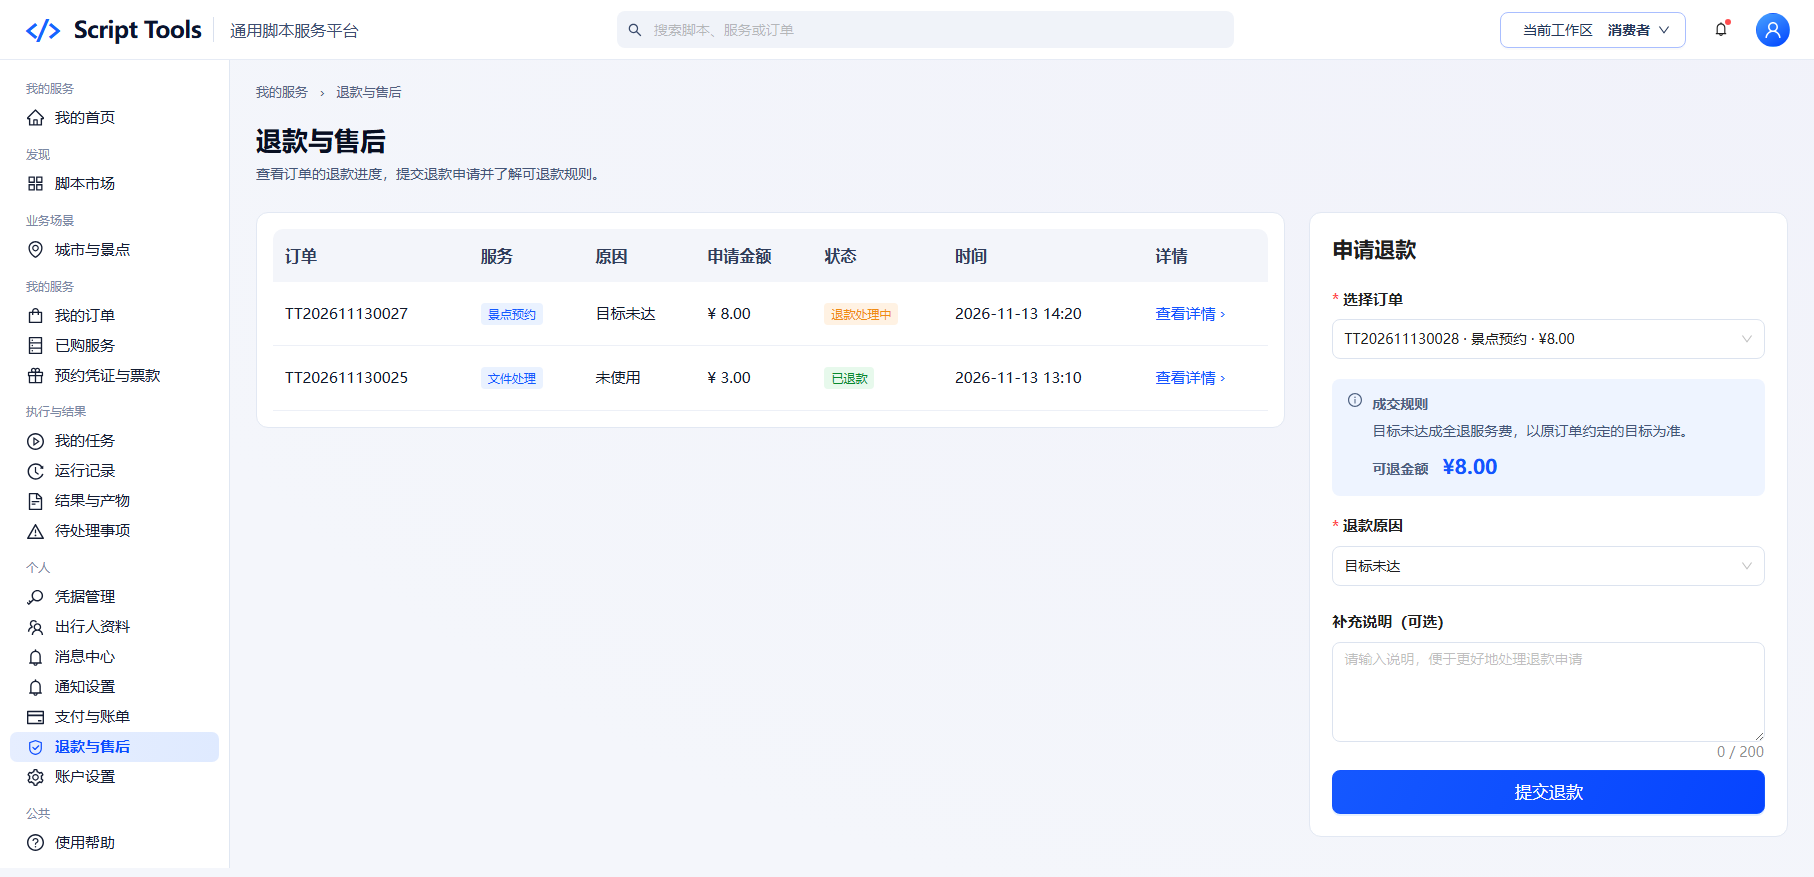 Script Tools 通用脚本服务平台
搜索脚本、服务或订单
当前工作区 消费者
我的服务
我的首页
发现
脚本市场
业务场景
城市与景点
我的服务
我的订单
已购服务
预约凭证与票款
执行与结果
我的任务
运行记录
结果与产物
待处理事项
个人
凭据管理
出行人资料
消息中心
通知设置
支付与账单
退款与售后
账户设置
公共
使用帮助
我的服务 › 退款与售后
退款与售后
查看订单的退款进度，提交退款申请并了解可退款规则。
订单 服务 原因 申请金额 状态 时间 详情
TT202611130027 景点预约 目标未达 ¥ 8.00 退款处理中 2026-11-13 14:20 查看详情 ›
TT202611130025 文件处理 未使用 ¥ 3.00 已退款 2026-11-13 13:10 查看详情 ›
申请退款
* 选择订单
TT202611130028 · 景点预约 · ¥8.00
成交规则
目标未达成全退服务费，以原订单约定的目标为准。
可退金额 ¥8.00
* 退款原因
目标未达
补充说明（可选）
请输入说明，便于更好地处理退款申请
0 / 200
提交退款